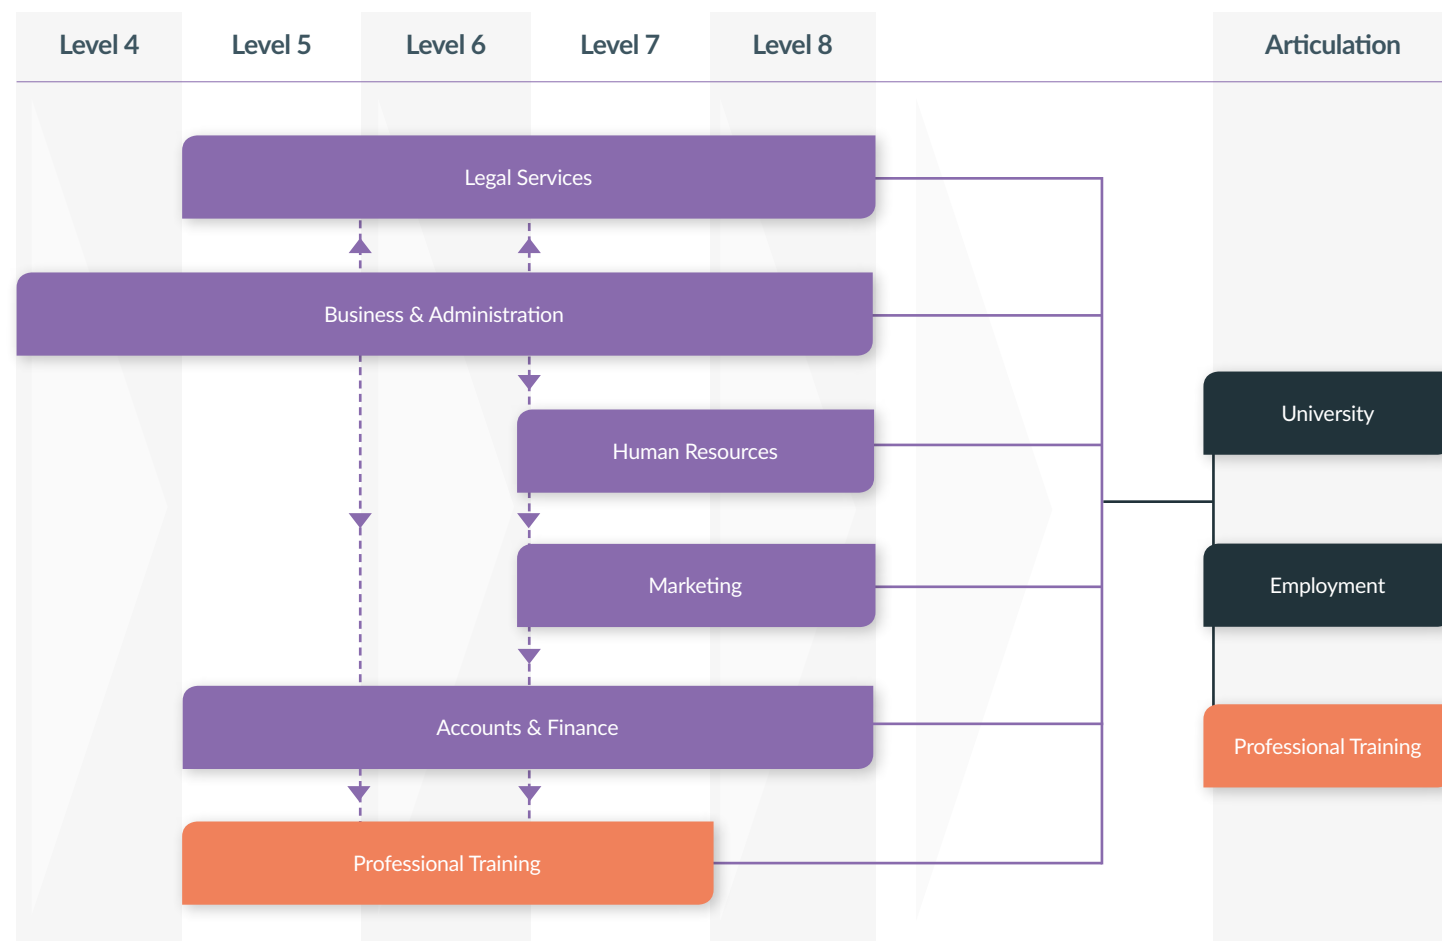 Level 4
Level 5
Level 6
Level 7
Level 8
Articulation
Legal Services
Business & Administration
University
Human Resources
Employment
Marketing
Accounts & Finance
Professional Training
Professional Training